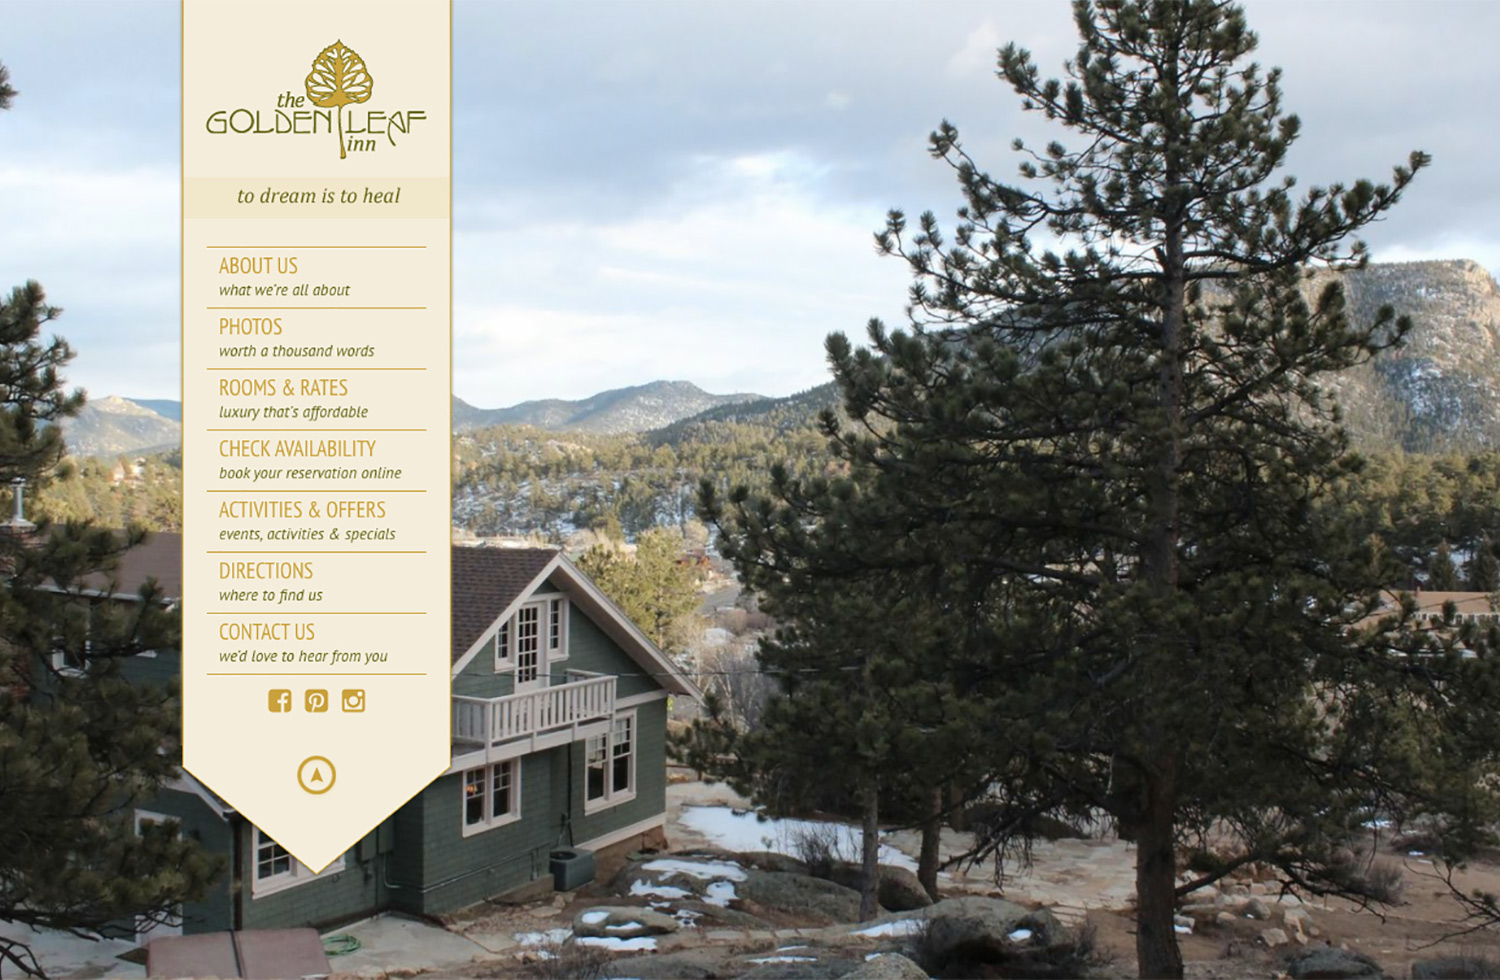 the
GOLDEN LEAF
inn
to dream is to heal
ABOUT US
what we're all about
PHOTOS
worth a thousand words
ROOMS & RATES
luxury that's affordable
CHECK AVAILABILITY
book your reservation online
ACTIVITIES & OFFERS
events, activities & specials
DIRECTIONS
where to find us
CONTACT US
we'd love to hear from you